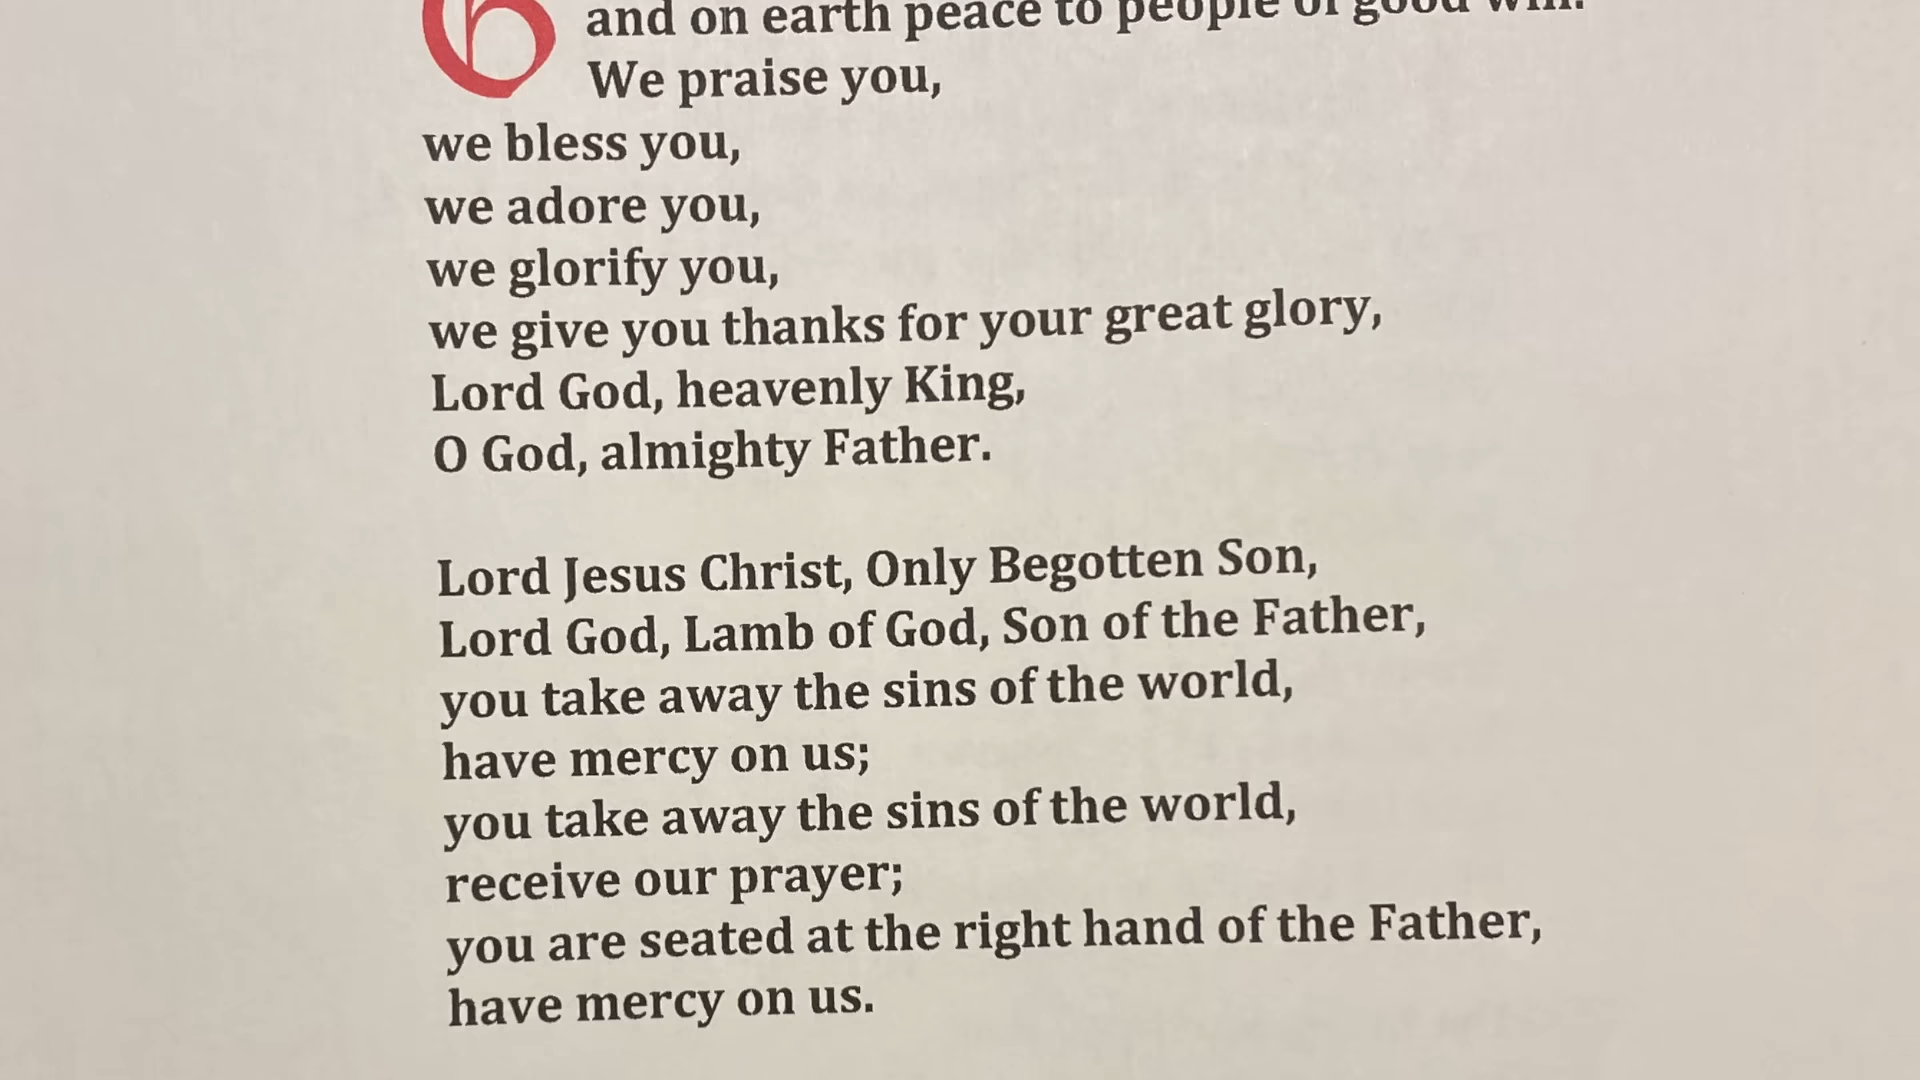 and on earth peace to people of good will.
We praise you,
we bless you,
we adore you,
we glorify you,
we give you thanks for your great glory,
Lord God, heavenly King,
O God, almighty Father.
Lord Jesus Christ, Only Begotten Son,
Lord God, Lamb of God, Son of the Father,
you take away the sins of the world,
have mercy on us;
you take away the sins of the world,
receive our prayer;
you are seated at the right hand of the Father,
have mercy on us.